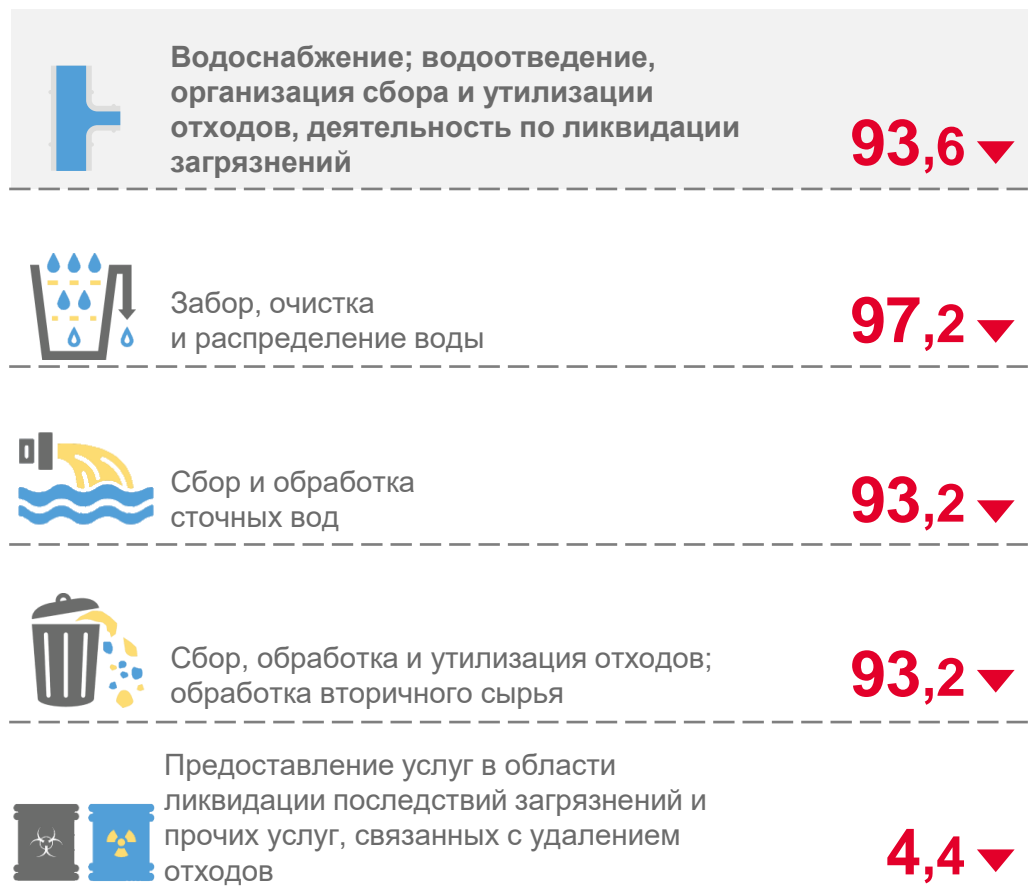 Водоснабжение; водоотведение,
организация сбора и утилизации
отходов, деятельность по ликвидации
загрязнений
93,6
Забор, очистка
и распределение воды
97,2
Сбор и обработка
сточных вод
93,2
Сбор, обработка и утилизация отходов;
обработка вторичного сырья
93,2
Предоставление услуг в области
ликвидации последствий загрязнений и
прочих услуг, связанных с удалением
отходов
4,4